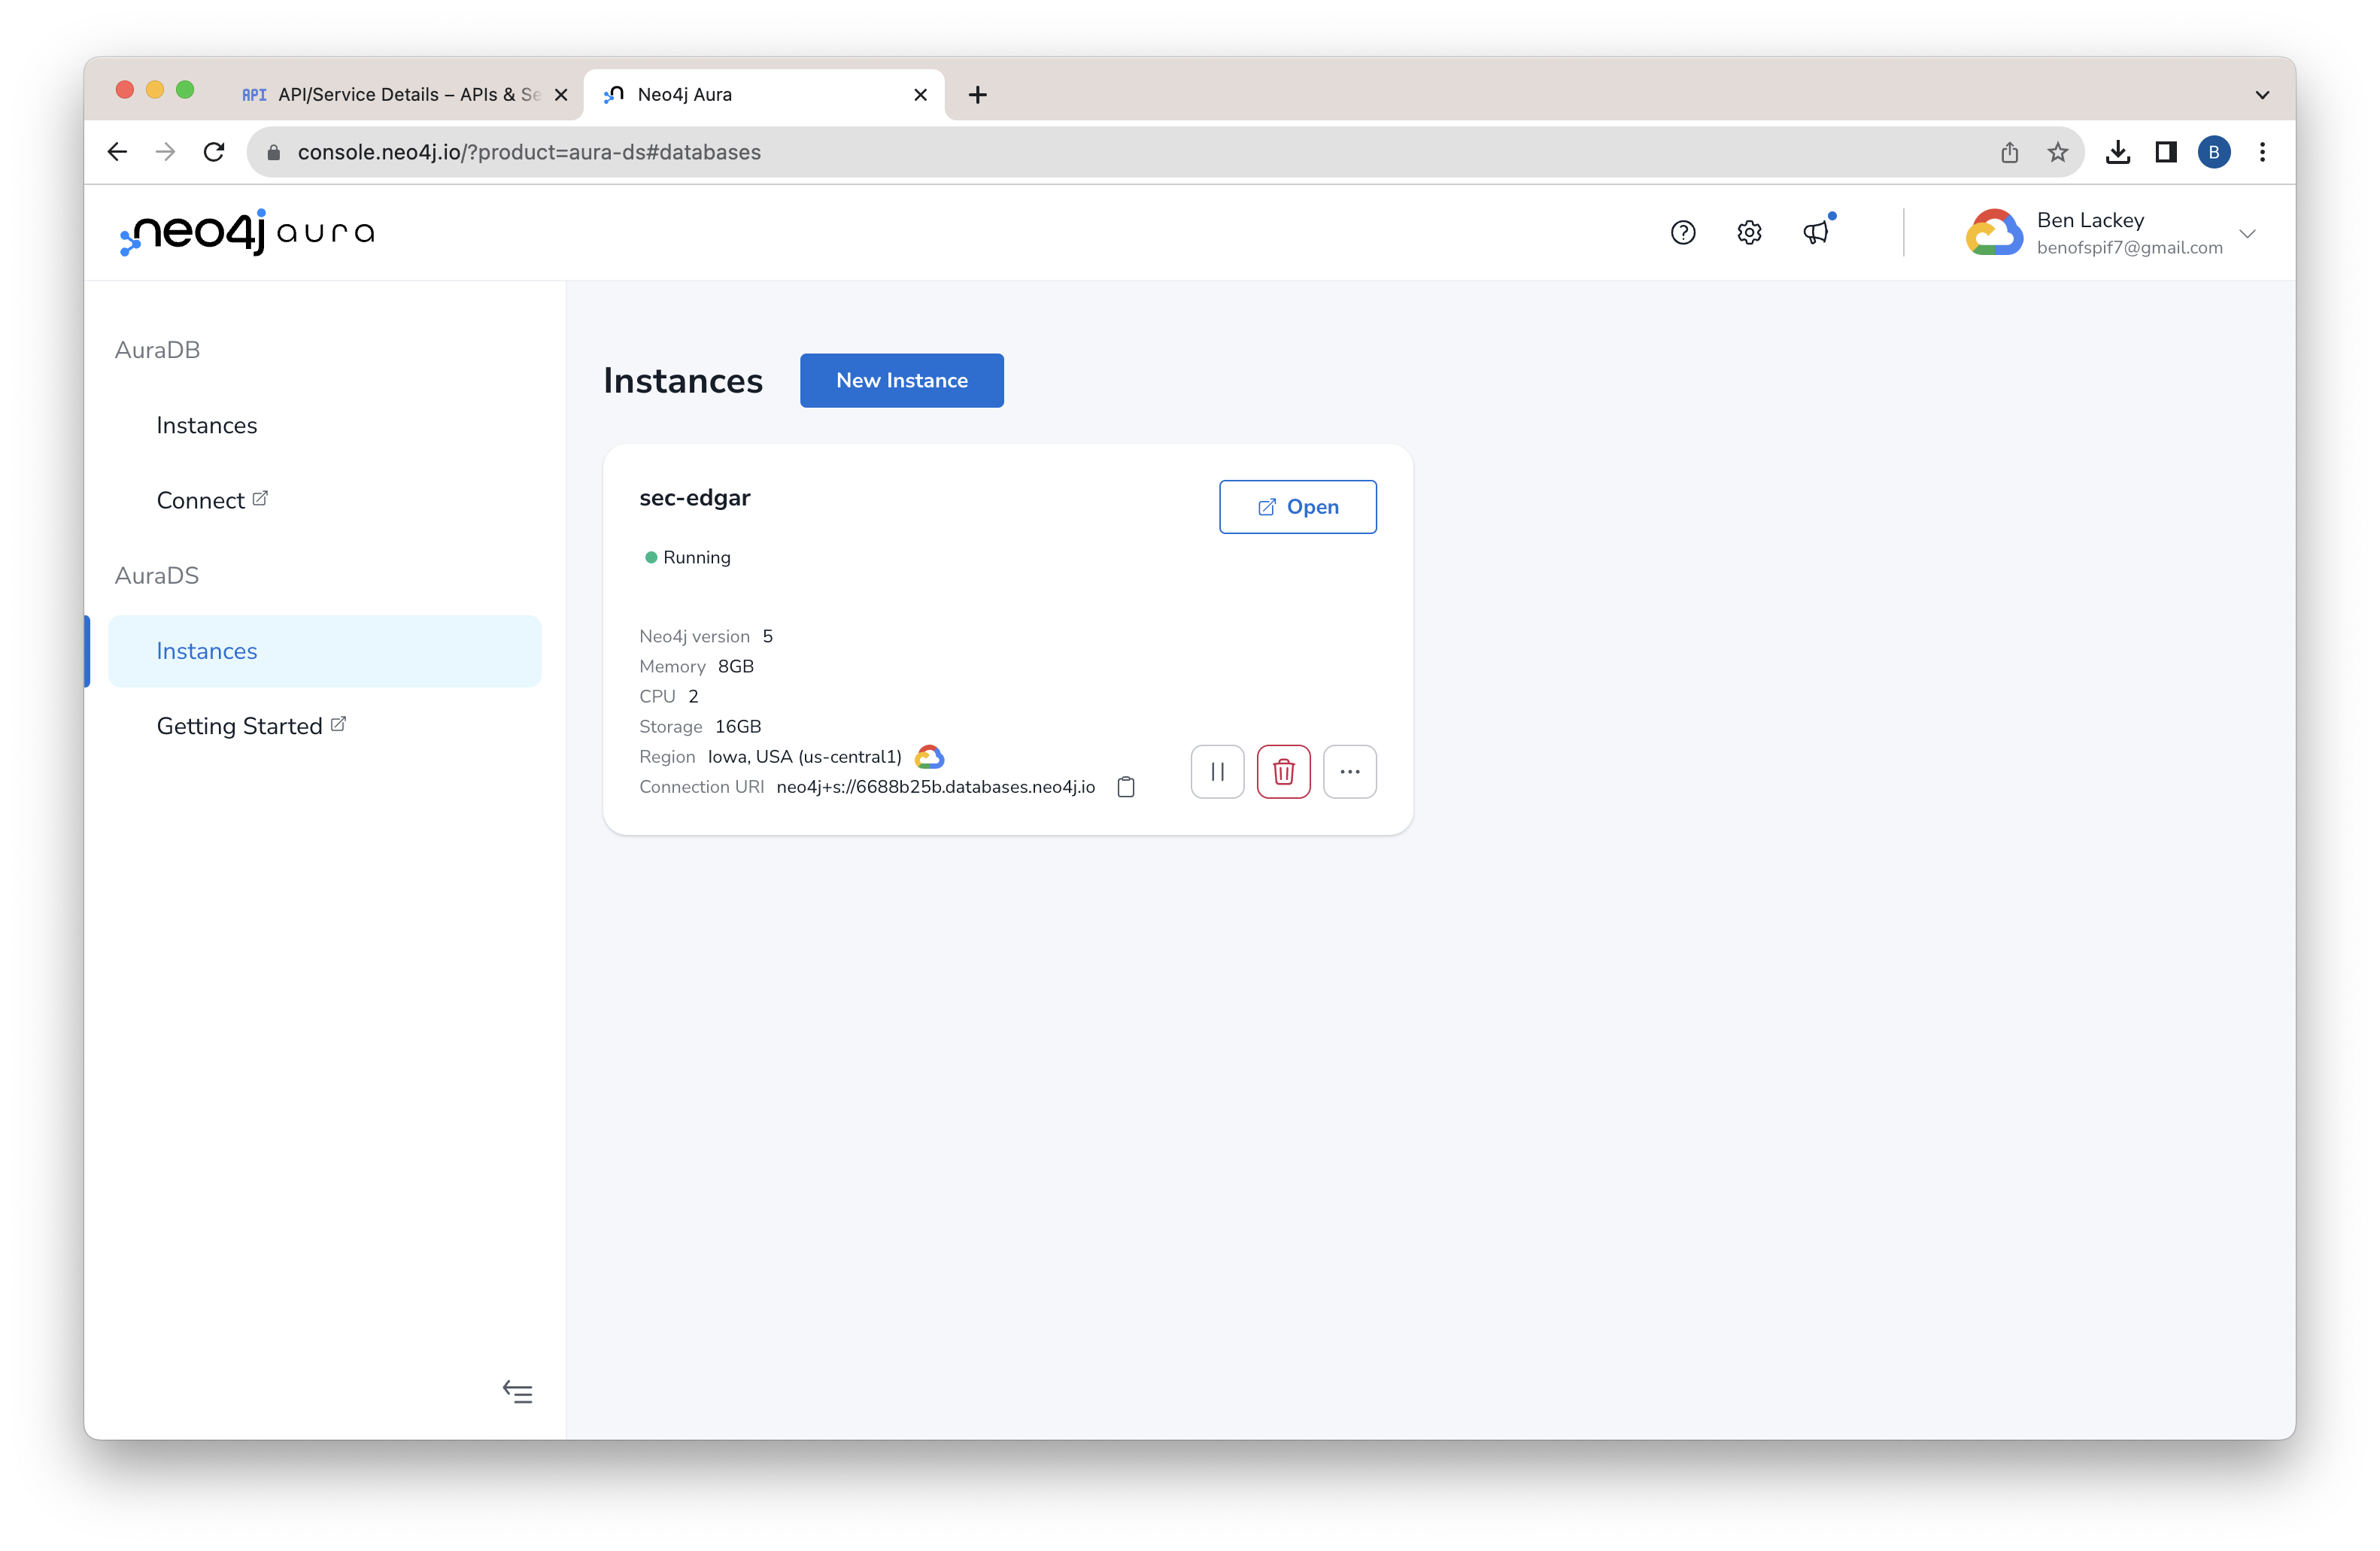 API API/Service Details – APIs & Se
Neo4j Aura
console.neo4j.io/?product=aura-ds#databases
B
neo4j aura
Ben Lackey
benofspif7@gmail.com
AuraDB
Instances
Connect
AuraDS
Instances
Getting Started
Instances
New Instance
sec-edgar
Open
Running
Neo4j version 5
Memory 8GB
CPU 2
Storage 16GB
Region Iowa, USA (us-central1)
Connection URI neo4j+s://6688b25b.databases.neo4j.io